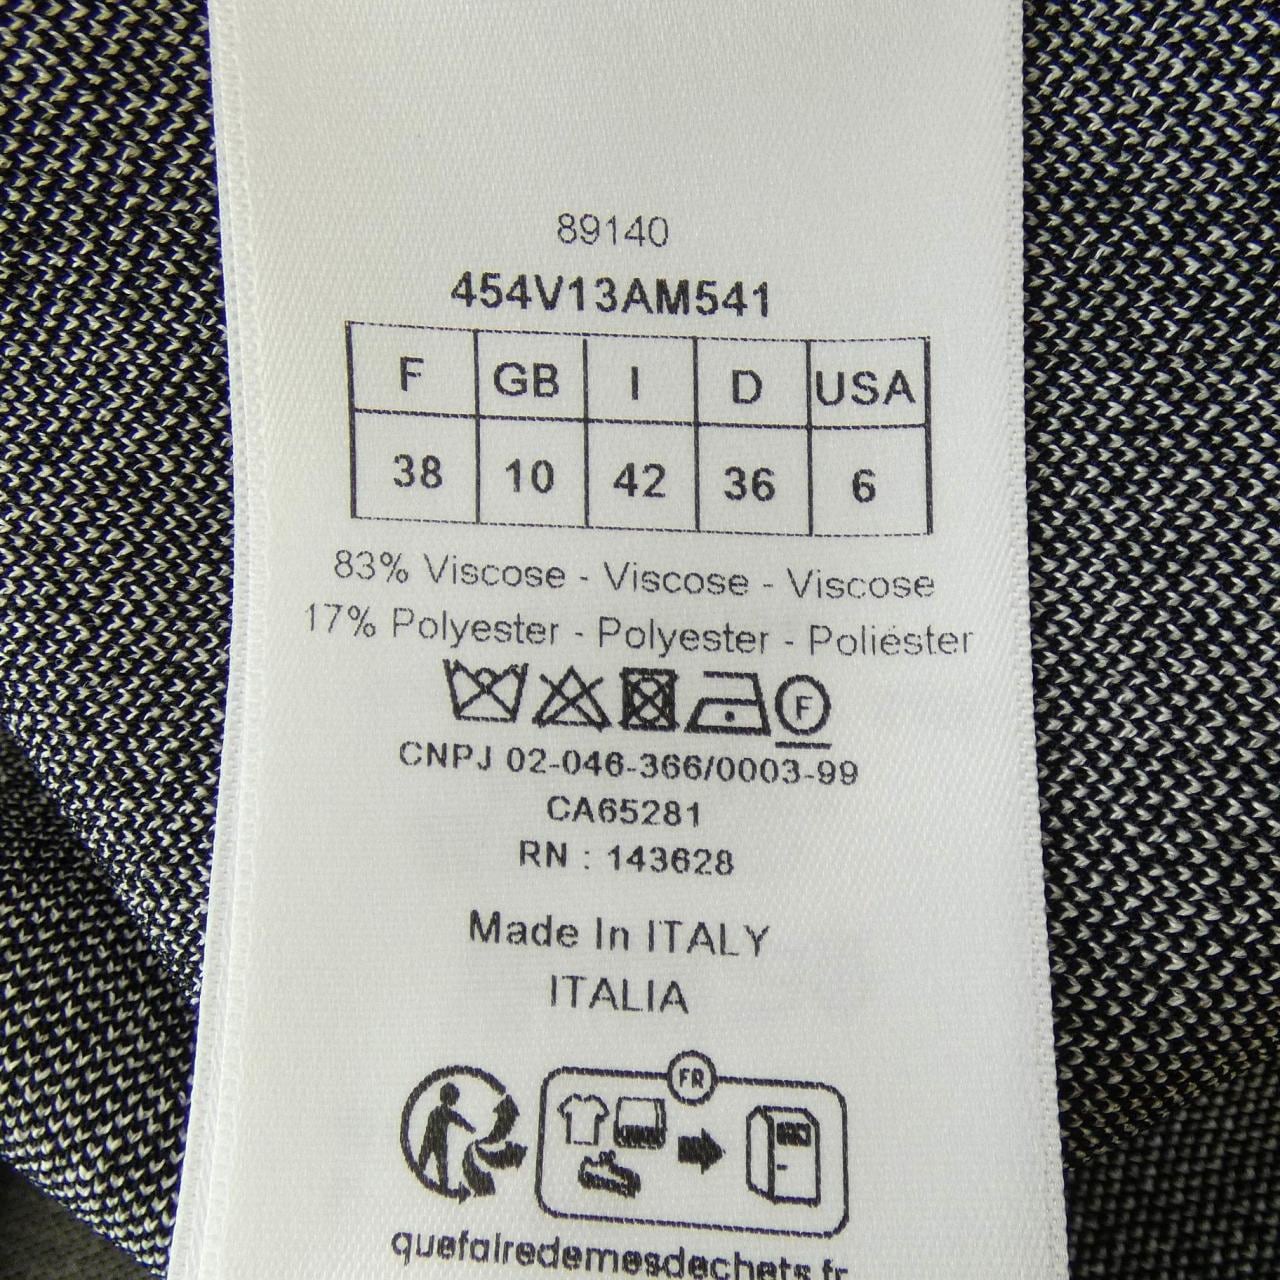 89140
454V13AM541
F GB I D USA
38 10 42 36 6
83% Viscose - Viscose - Viscose
17% Polyester - Polyester - Poliéster
F
CNPJ 02-046-366/0003-99
CA65281
RN : 143628
Made In ITALY
ITALIA
FR
quefairedemesdechets.fr